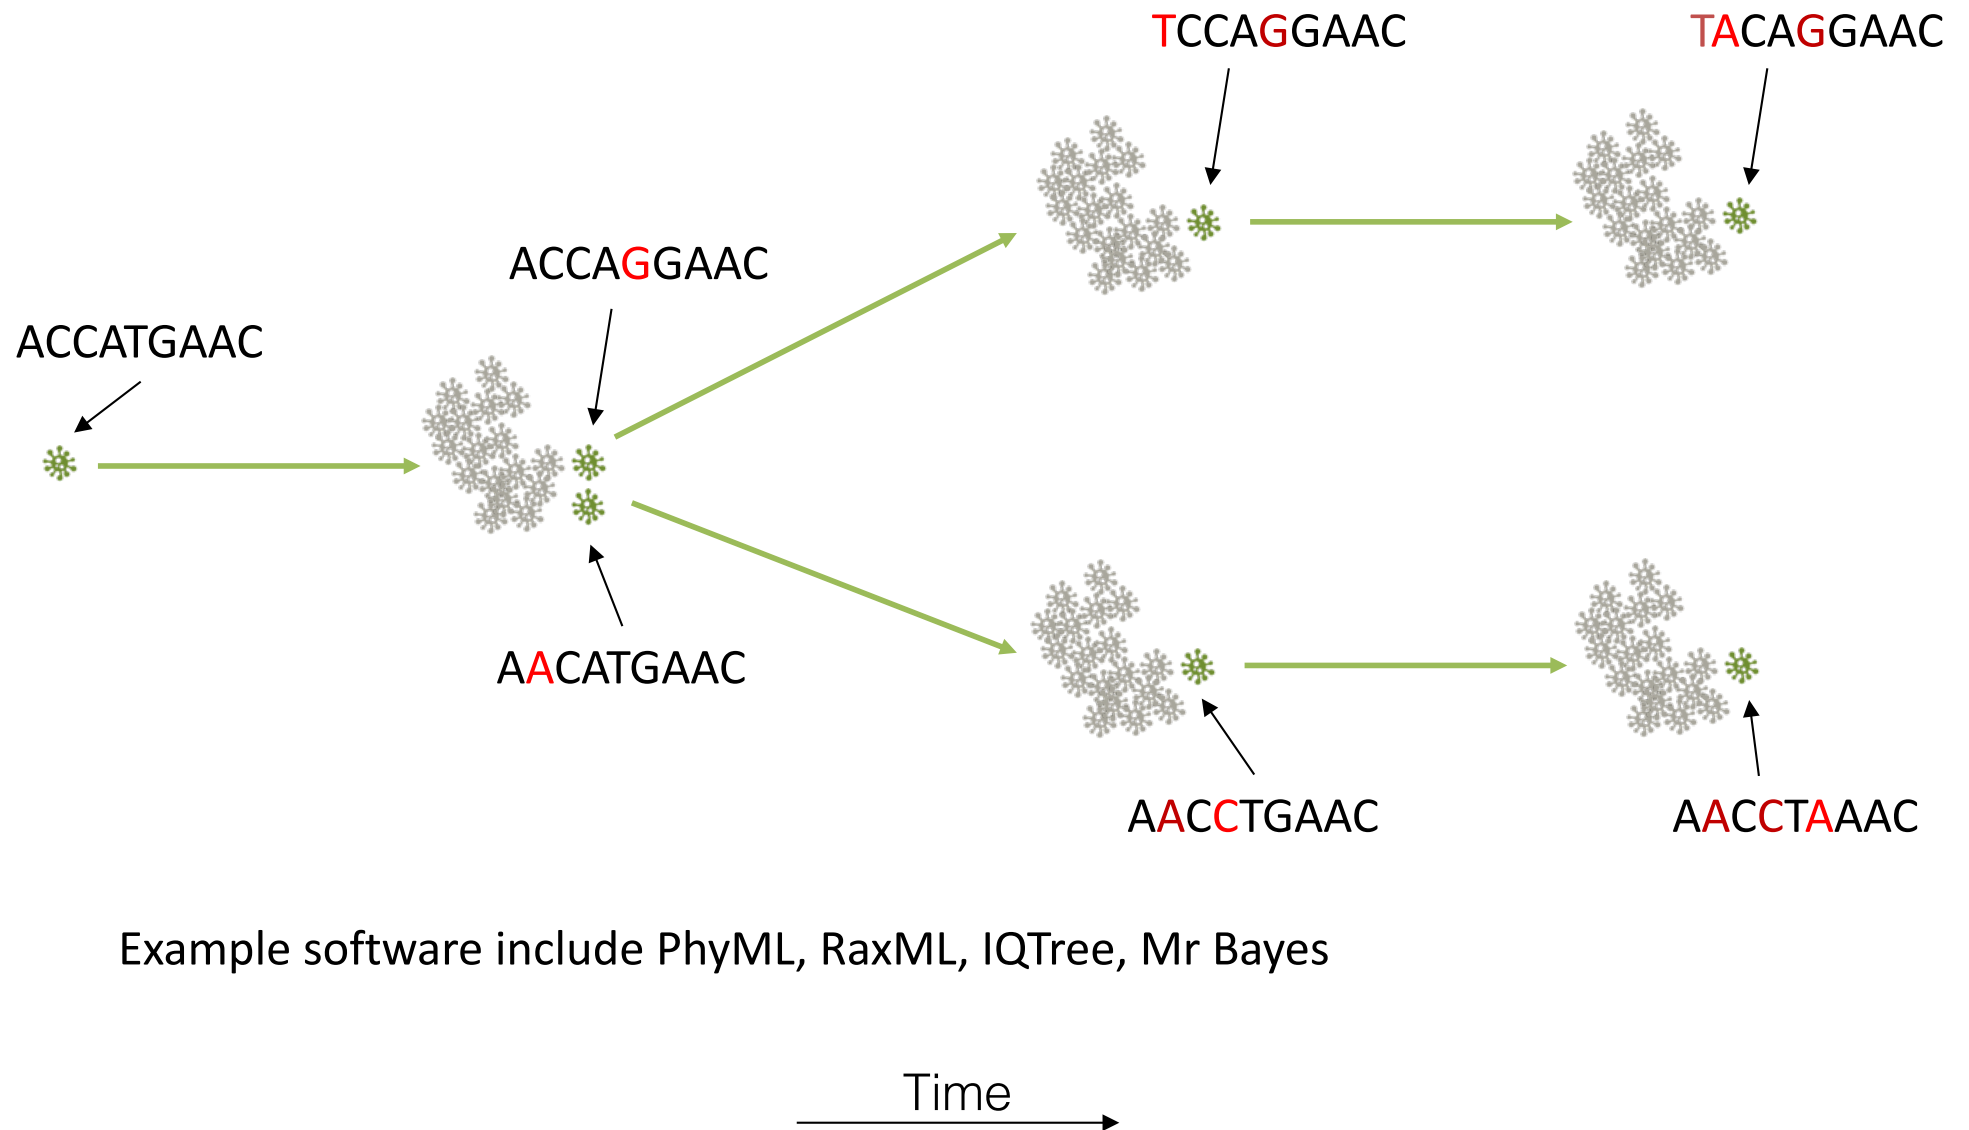 TCCAGGAAC
TACAGGAAC
ACCAGGAAC
ACCATGAAC
AACATGAAC
AACCTGAAC
AACCTAAAC
Example software include PhyML, RaxML, IQTree, Mr Bayes
Time